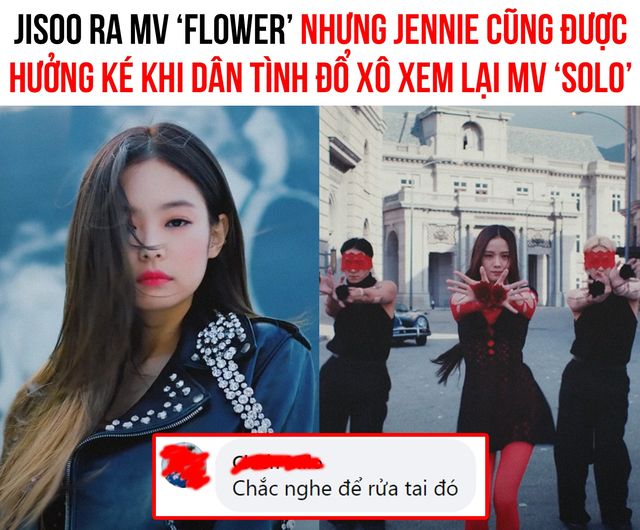 JISOO RA MV ‘FLOWER’ NHƯNG JENNIE CŨNG ĐƯỢC
HƯỞNG KÉ KHI DÂN TÌNH ĐỔ XÔ XEM LẠI MV ‘SOLO’
Chắc nghe để rửa tai đó